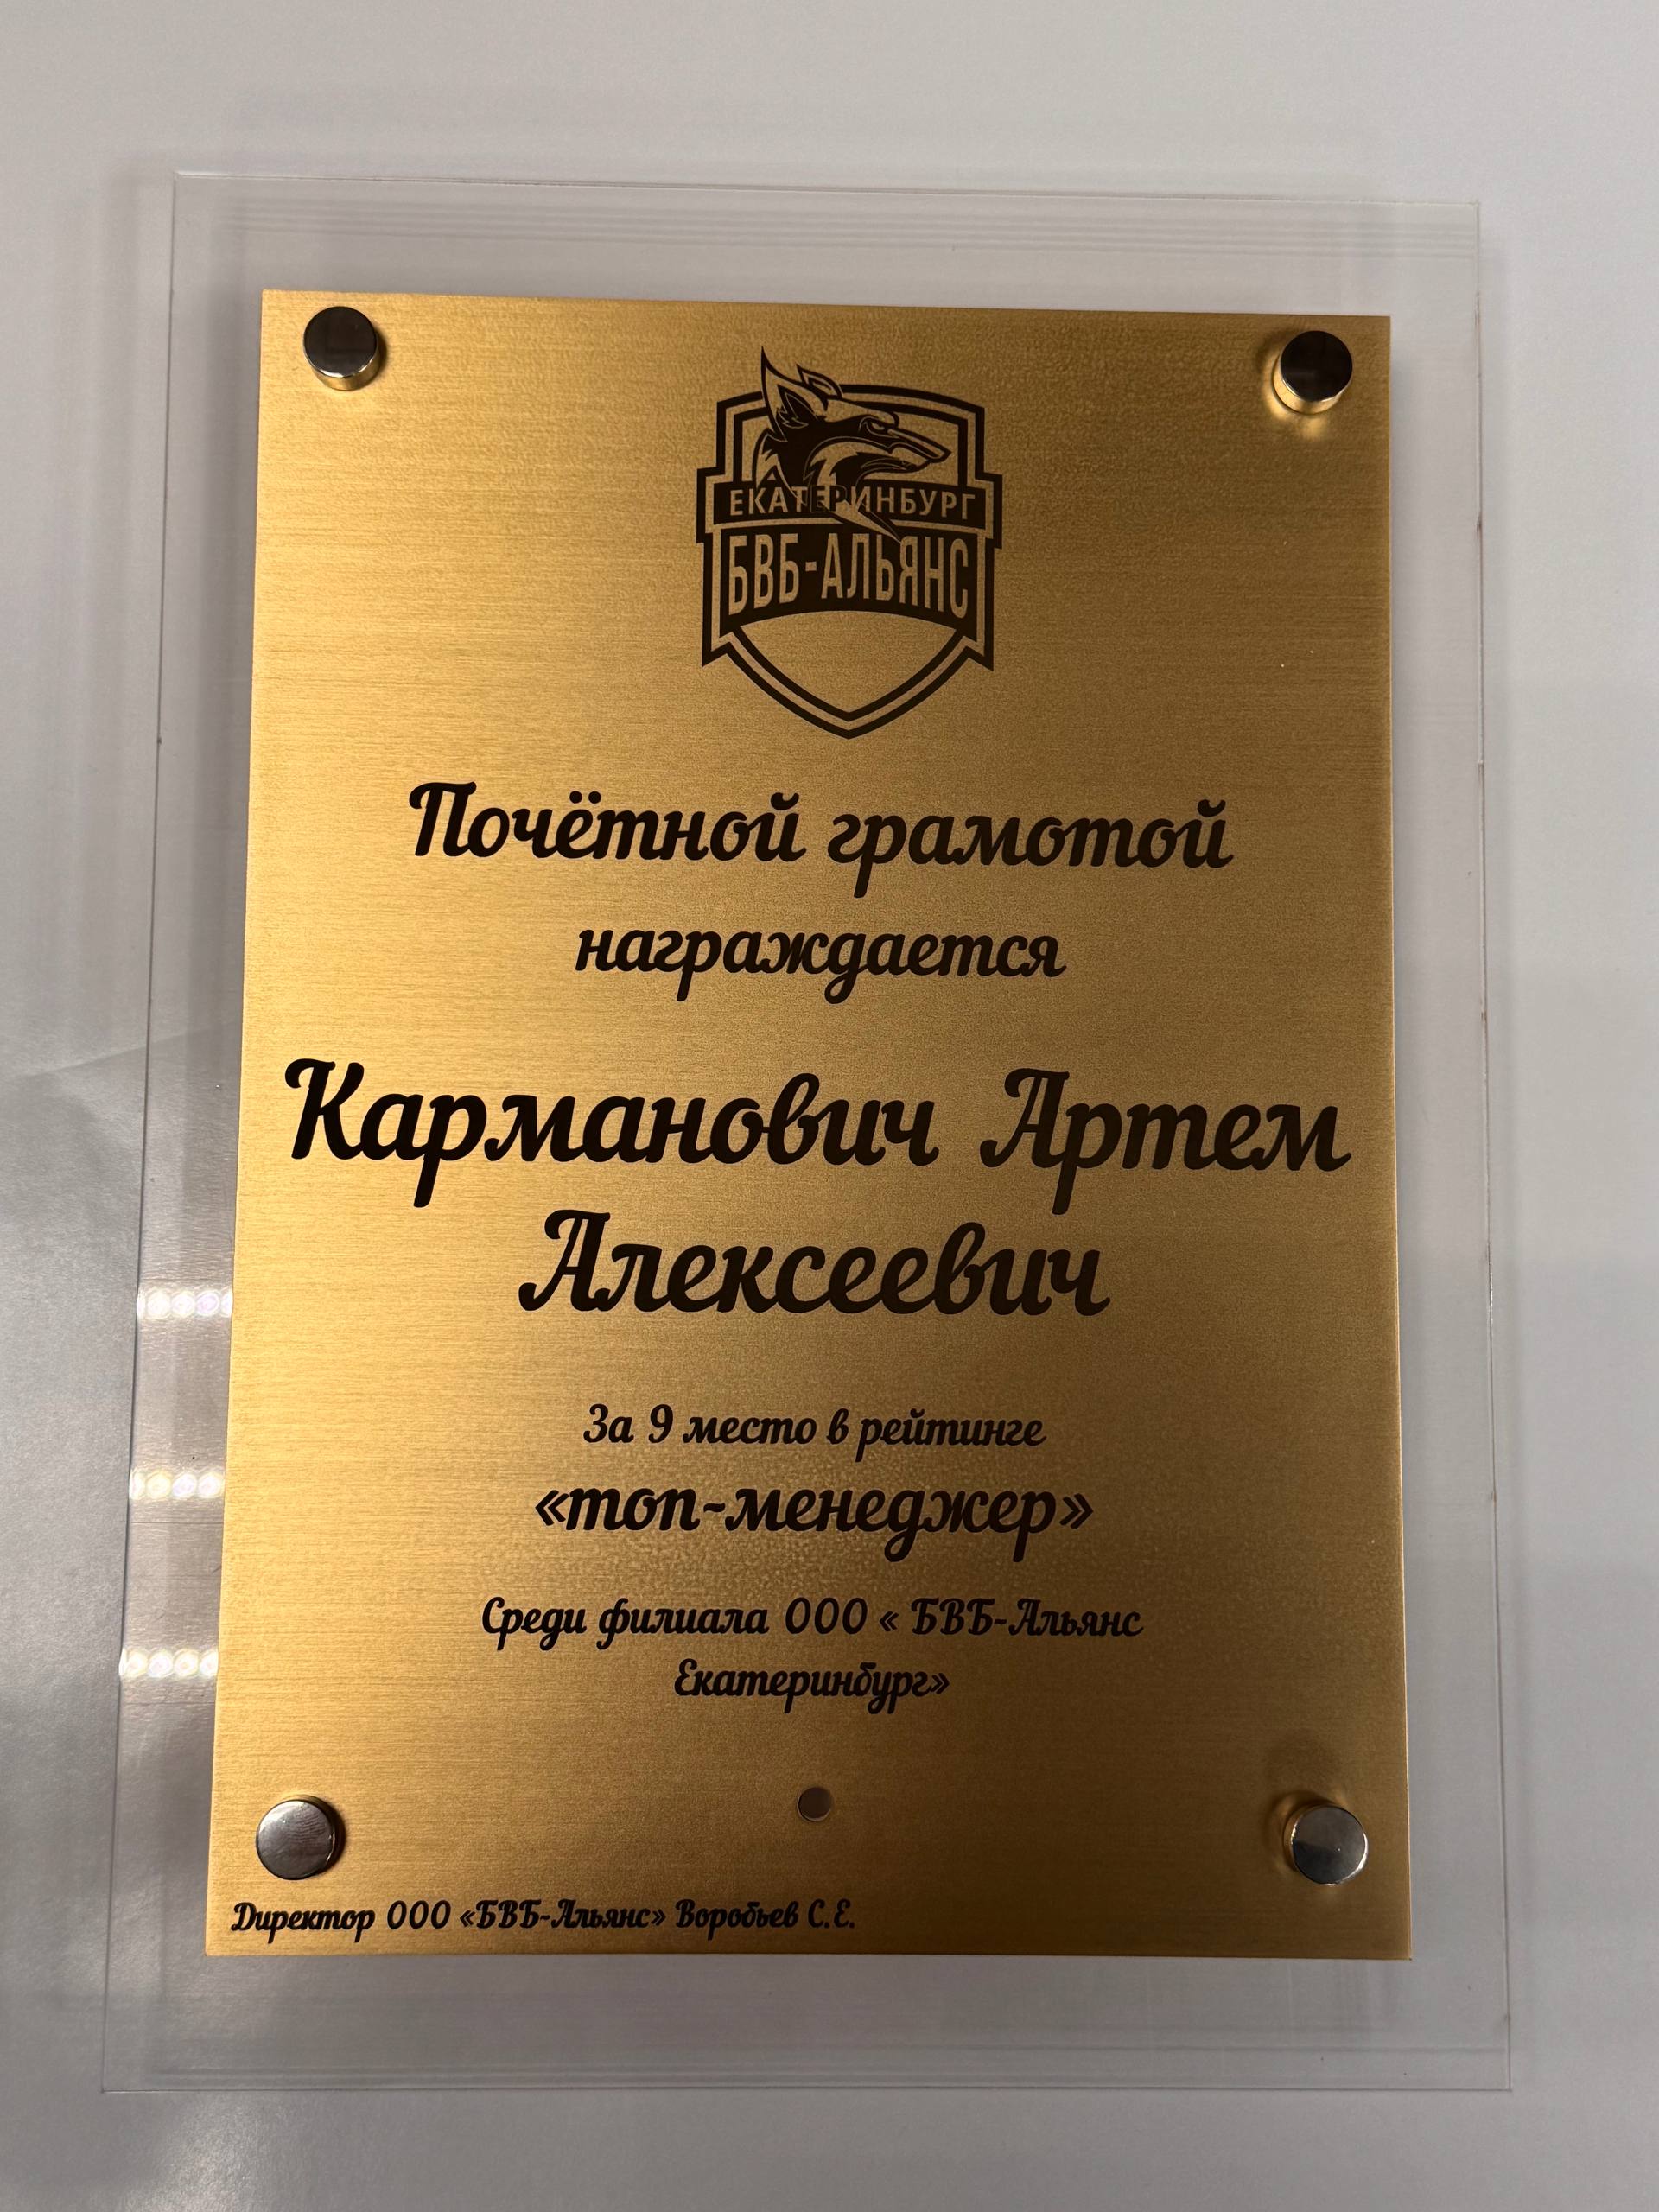 ЕКАТЕРИНБУРГ
БВБ-АЛЬЯНС
Почётной грамотой
награждается
Карманович Артем
Алексеевич
За 9 место в рейтинге
«топ-менеджер»
Среди филиала ООО « БВБ-Альянс
Екатеринбург»
Директор ООО «БВБ-Альянс» Воробьев С.Е.